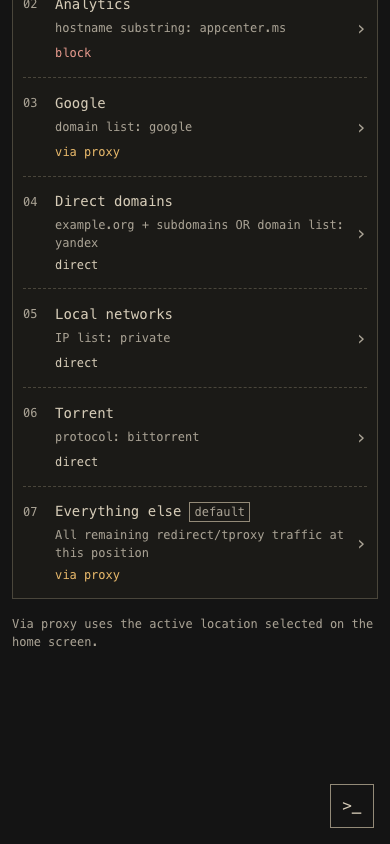 02 Analytics
hostname substring: appcenter.ms
block
03 Google
domain list: google
via proxy
04 Direct domains
example.org + subdomains OR domain list:
yandex
direct
05 Local networks
IP list: private
direct
06 Torrent
protocol: bittorrent
direct
07 Everything else default
All remaining redirect/tproxy traffic at
this position
via proxy
Via proxy uses the active location selected on the
home screen.
>_